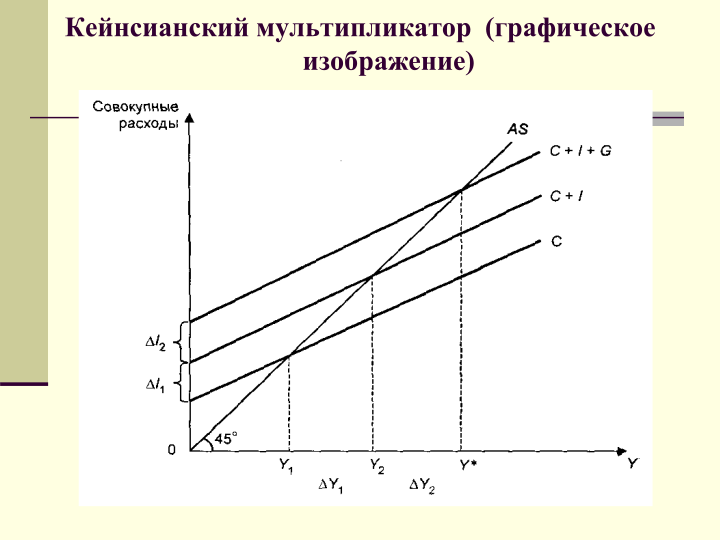 Кейнсианский мультипликатор (графическое
изображение)
Совокупные
расходы
AS
C + I + G
C + I
C
ΔI₂
ΔI₁
45°
0
Y₁
Y₂
Y*
Y
ΔY₁
ΔY₂